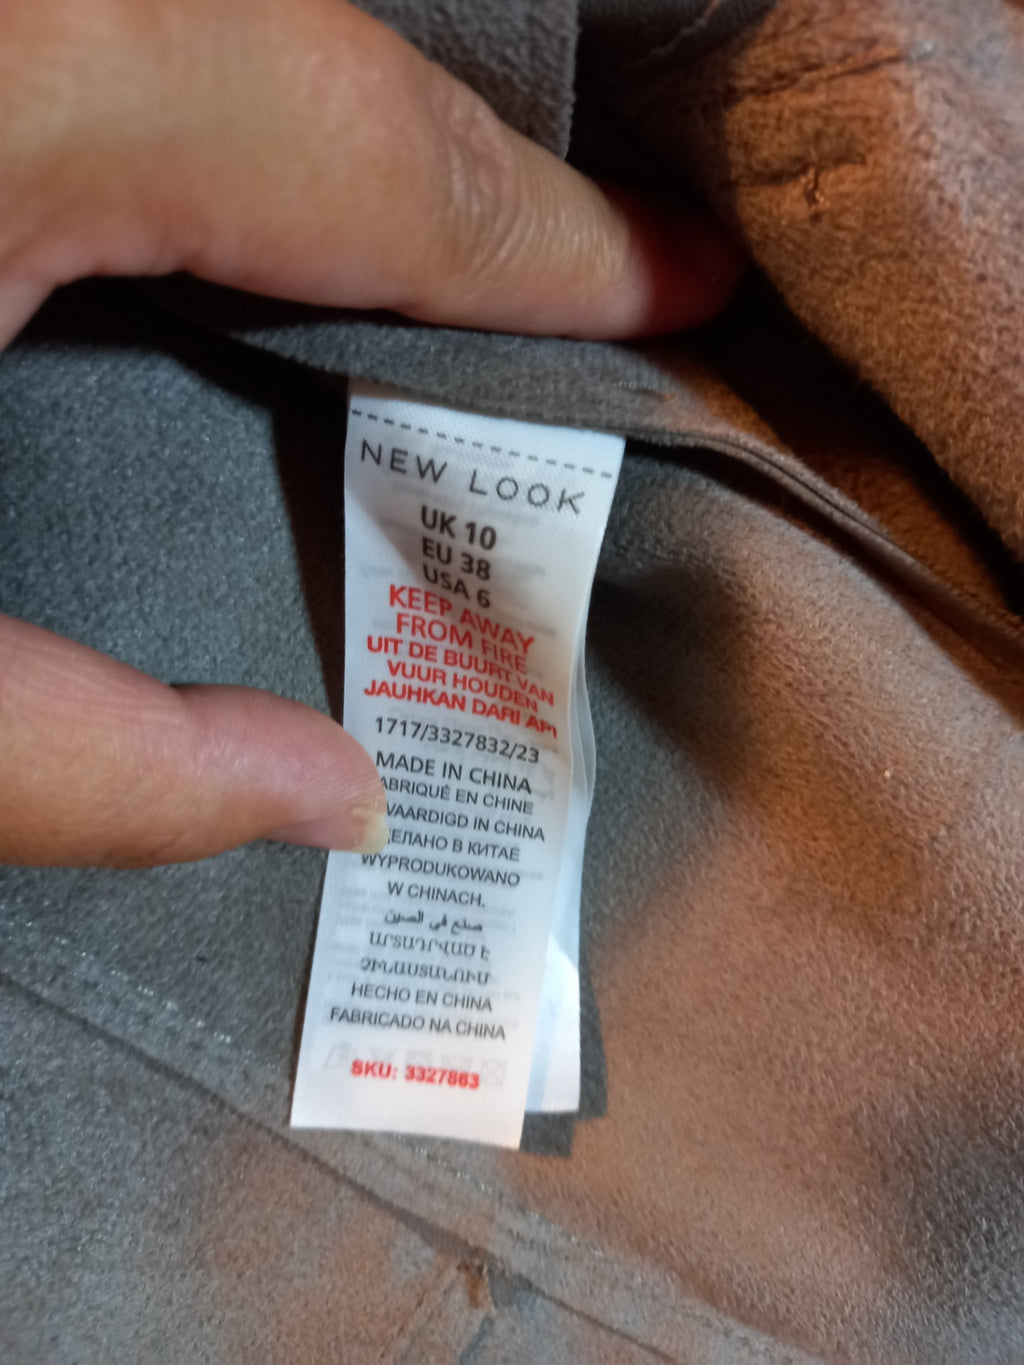 NEW LOOK
UK 10
EU 38
USA 6
KEEP AWAY
FROM FIRE
UIT DE BUURT VAN
VUUR HOUDEN
JAUHKAN DARI API
1717/3327832/23
MADE IN CHINA
ABRIQUÉ EN CHINE
VAARDIGD IN CHINA
ЕЛАНО В КИТАЕ
WYPRODUKOWANO
W CHINACH.
صنع في الصين
ԱՐՏԱԴՐՎԱԾ Է
ՉԻՆԱՍՏԱՆՈՒՄ
HECHO EN CHINA
FABRICADO NA CHINA
SKU: 3327863